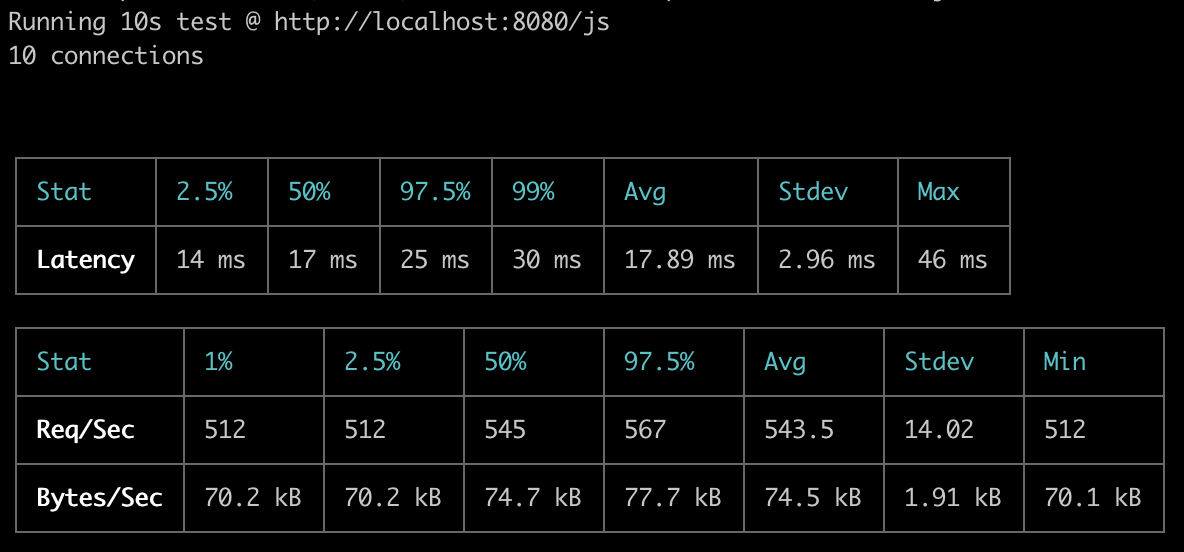 Running 10s test @ http://localhost:8080/js
10 connections
Stat 2.5% 50% 97.5% 99% Avg Stdev Max
Latency 14 ms 17 ms 25 ms 30 ms 17.89 ms 2.96 ms 46 ms
Stat 1% 2.5% 50% 97.5% Avg Stdev Min
Req/Sec 512 512 545 567 543.5 14.02 512
Bytes/Sec 70.2 kB 70.2 kB 74.7 kB 77.7 kB 74.5 kB 1.91 kB 70.1 kB